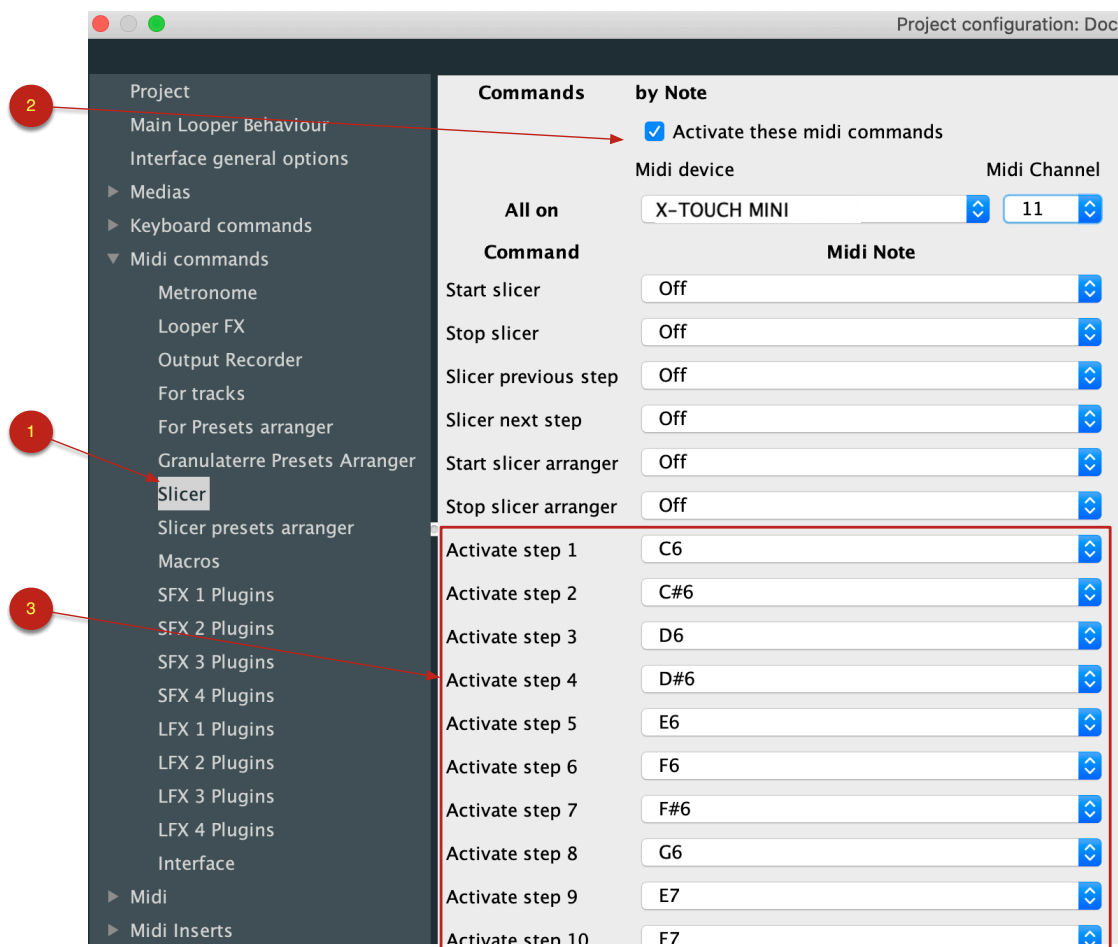 Project configuration: Doc
2
1
3
Project
Main Looper Behaviour
Interface general options
Medias
Keyboard commands
Midi commands
Metronome
Looper FX
Output Recorder
For tracks
For Presets arranger
Granulaterre Presets Arranger
Slicer
Slicer presets arranger
Macros
SFX 1 Plugins
SFX 2 Plugins
SFX 3 Plugins
SFX 4 Plugins
LFX 1 Plugins
LFX 2 Plugins
LFX 3 Plugins
LFX 4 Plugins
Interface
Midi
Midi Inserts
Commands by Note
Activate these midi commands
Midi device Midi Channel
All on X-TOUCH MINI 11
Command Midi Note
Start slicer Off
Stop slicer Off
Slicer previous step Off
Slicer next step Off
Start slicer arranger Off
Stop slicer arranger Off
Activate step 1 C6
Activate step 2 C#6
Activate step 3 D6
Activate step 4 D#6
Activate step 5 E6
Activate step 6 F6
Activate step 7 F#6
Activate step 8 G6
Activate step 9 E7
Activate step 10 F7